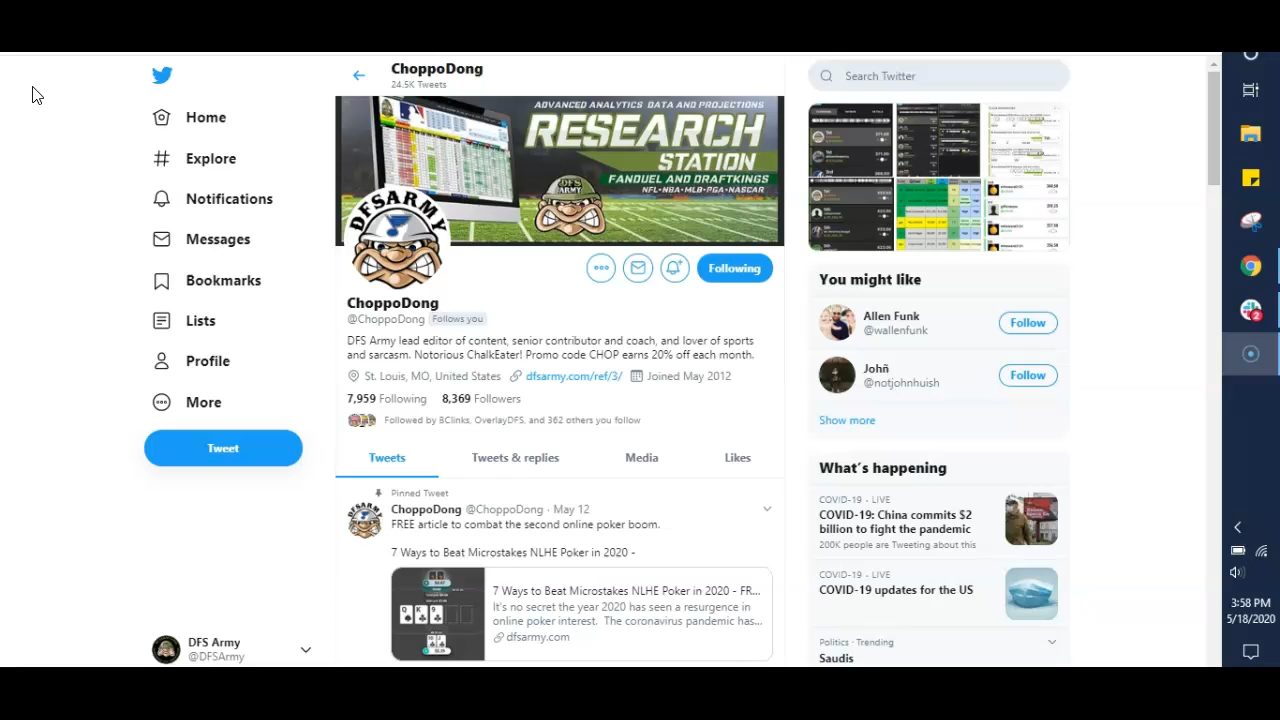 ChoppoDong
24.5K Tweets
Home
Explore
Notifications
Messages
Bookmarks
Lists
Profile
More
Tweet
DFS Army
@DFSArmy
ADVANCED ANALYTICS DATA AND PROJECTIONS
RESEARCH
STATION
FANDUEL AND DRAFTKINGS
NFL•NBA•MLB•PGA•NASCAR
DFS
ARMY
DFSARMY
Following
ChoppoDong
@ChoppoDong Follows you
DFS Army lead editor of content, senior contributor and coach, and lover of sports
and sarcasm. Notorious ChalkEater! Promo code CHOP earns 20% off each month.
St. Louis, MO, United States dfsarmy.com/ref/3/ Joined May 2012
7,959 Following 8,369 Followers
Followed by BClinks, OverlayDFS, and 362 others you follow
Tweets Tweets & replies Media Likes
Pinned Tweet
ChoppoDong @ChoppoDong · May 12
FREE article to combat the second online poker boom.
7 Ways to Beat Microstakes NLHE Poker in 2020 -
7 Ways to Beat Microstakes NLHE Poker in 2020 - FR...
It's no secret the year 2020 has seen a resurgence in
online poker interest. The coronavirus pandemic has...
dfsarmy.com
Q K 9
Search Twitter
You might like
Allen Funk
@wallenfunk
Follow
Johñ
@notjohnhuish
Follow
Show more
What's happening
COVID-19 · LIVE
COVID-19: China commits $2
billion to fight the pandemic
200K people are Tweeting about this
COVID-19 · LIVE
COVID-19 updates for the US
Politics · Trending
Saudis
2
3:58 PM
5/18/2020